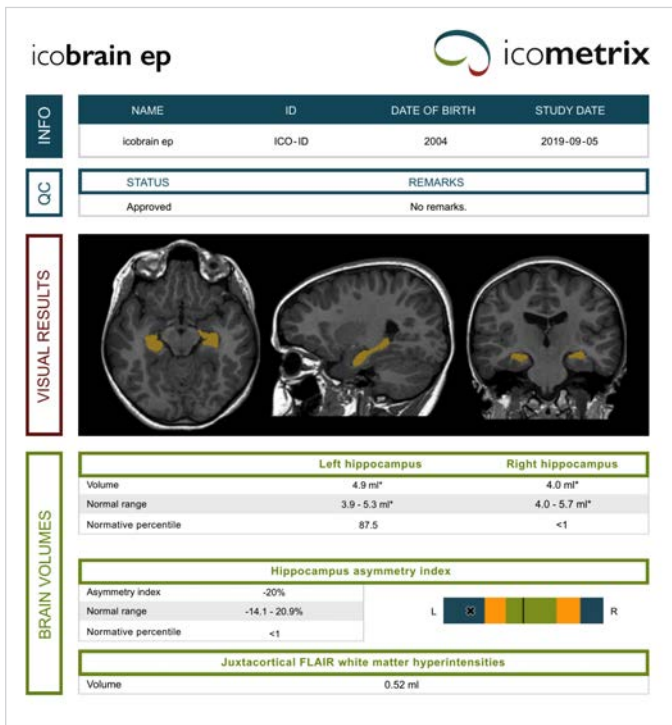 icobrain ep
icometrix
INFO
NAME ID DATE OF BIRTH STUDY DATE
icobrain ep ICO-ID 2004 2019-09-05
QC
STATUS REMARKS
Approved No remarks.
VISUAL RESULTS
BRAIN VOLUMES
Left hippocampus Right hippocampus
Volume 4.9 ml* 4.0 ml*
Normal range 3.9 - 5.3 ml* 4.0 - 5.7 ml*
Normative percentile 87.5 <1
Hippocampus asymmetry index
Asymmetry index -20%
Normal range -14.1 - 20.9%
Normative percentile <1
L R
Juxtacortical FLAIR white matter hyperintensities
Volume 0.52 ml